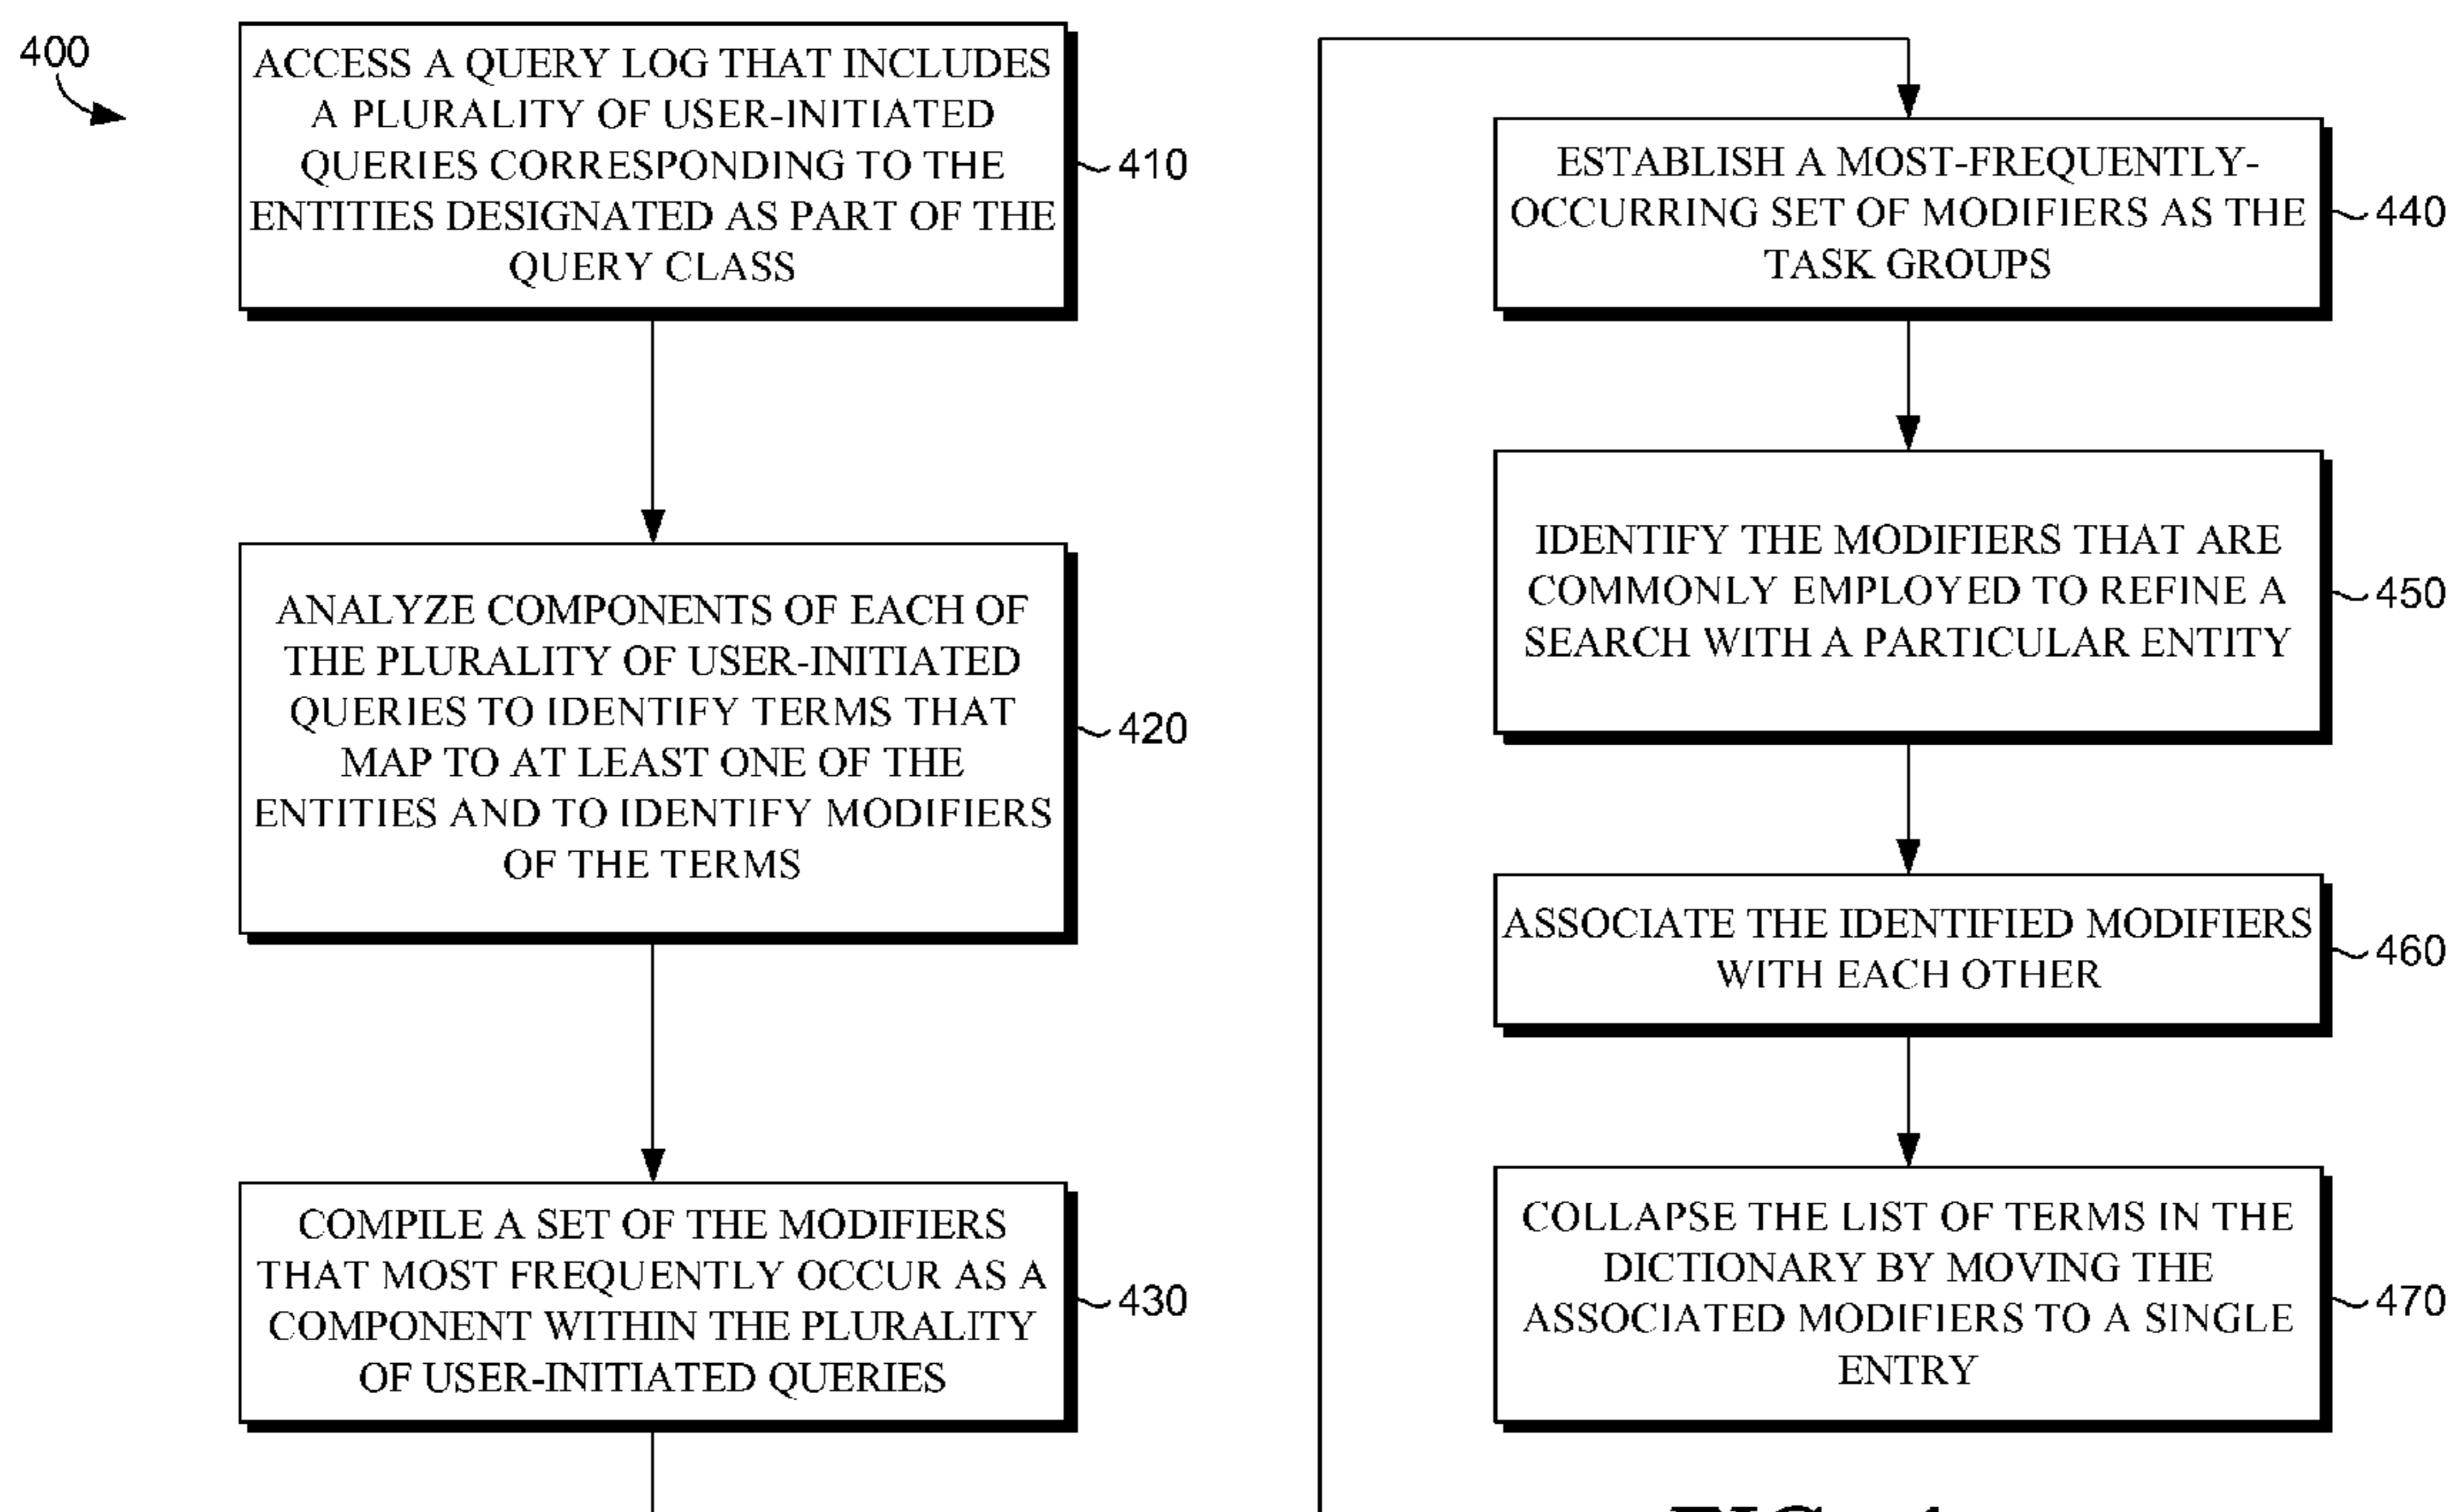 400
ACCESS A QUERY LOG THAT INCLUDES
A PLURALITY OF USER-INITIATED
QUERIES CORRESPONDING TO THE
ENTITIES DESIGNATED AS PART OF THE
QUERY CLASS
410
ANALYZE COMPONENTS OF EACH OF
THE PLURALITY OF USER-INITIATED
QUERIES TO IDENTIFY TERMS THAT
MAP TO AT LEAST ONE OF THE
ENTITIES AND TO IDENTIFY MODIFIERS
OF THE TERMS
420
COMPILE A SET OF THE MODIFIERS
THAT MOST FREQUENTLY OCCUR AS A
COMPONENT WITHIN THE PLURALITY
OF USER-INITIATED QUERIES
430
ESTABLISH A MOST-FREQUENTLY-
OCCURRING SET OF MODIFIERS AS THE
TASK GROUPS
440
IDENTIFY THE MODIFIERS THAT ARE
COMMONLY EMPLOYED TO REFINE A
SEARCH WITH A PARTICULAR ENTITY
450
ASSOCIATE THE IDENTIFIED MODIFIERS
WITH EACH OTHER
460
COLLAPSE THE LIST OF TERMS IN THE
DICTIONARY BY MOVING THE
ASSOCIATED MODIFIERS TO A SINGLE
ENTRY
470